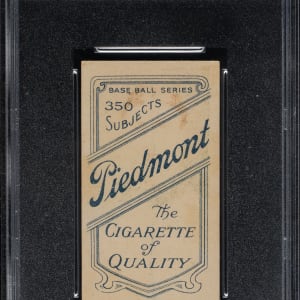 BASE BALL SERIES
350
SUBJECTS
Piedmont
The
CIGARETTE
of
QUALITY